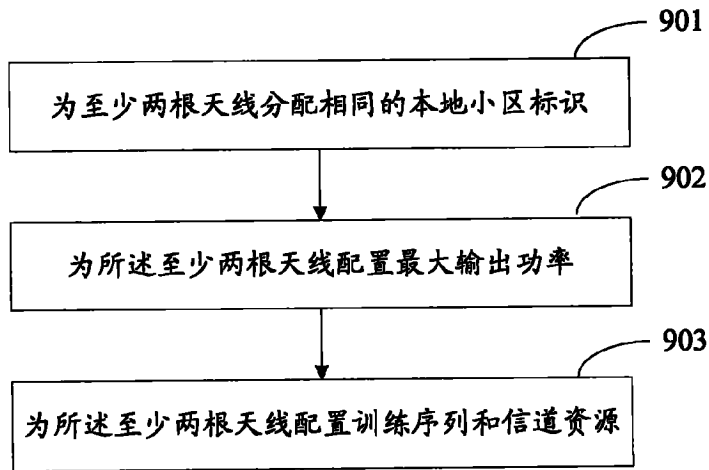 901
为至少两根天线分配相同的本地小区标识
902
为所述至少两根天线配置最大输出功率
903
为所述至少两根天线配置训练序列和信道资源